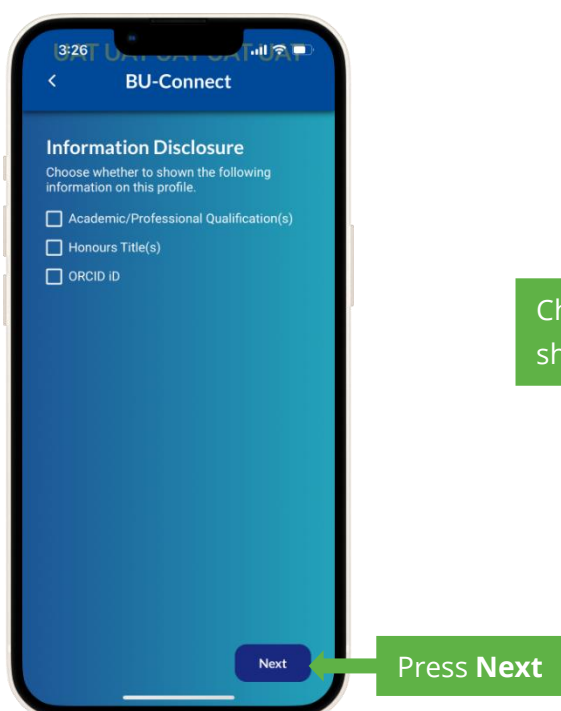 3:26
UAT UAT UAT UAT UAT
BU-Connect
Information Disclosure
Choose whether to shown the following
information on this profile.
Academic/Professional Qualification(s)
Honours Title(s)
ORCID iD
Next
Press Next